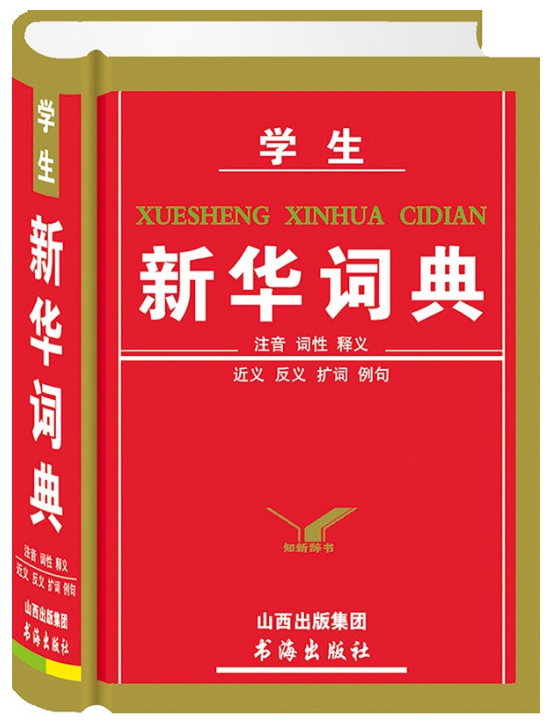 学生
新华词典
注音 词性 释义
近义 反义 扩词 例句
山西出版集团
书海出版社
学生
XUESHENG XINHUA CIDIAN
新华词典
注音 词性 释义
近义 反义 扩词 例句
知新辞书
山西出版集团
书海出版社